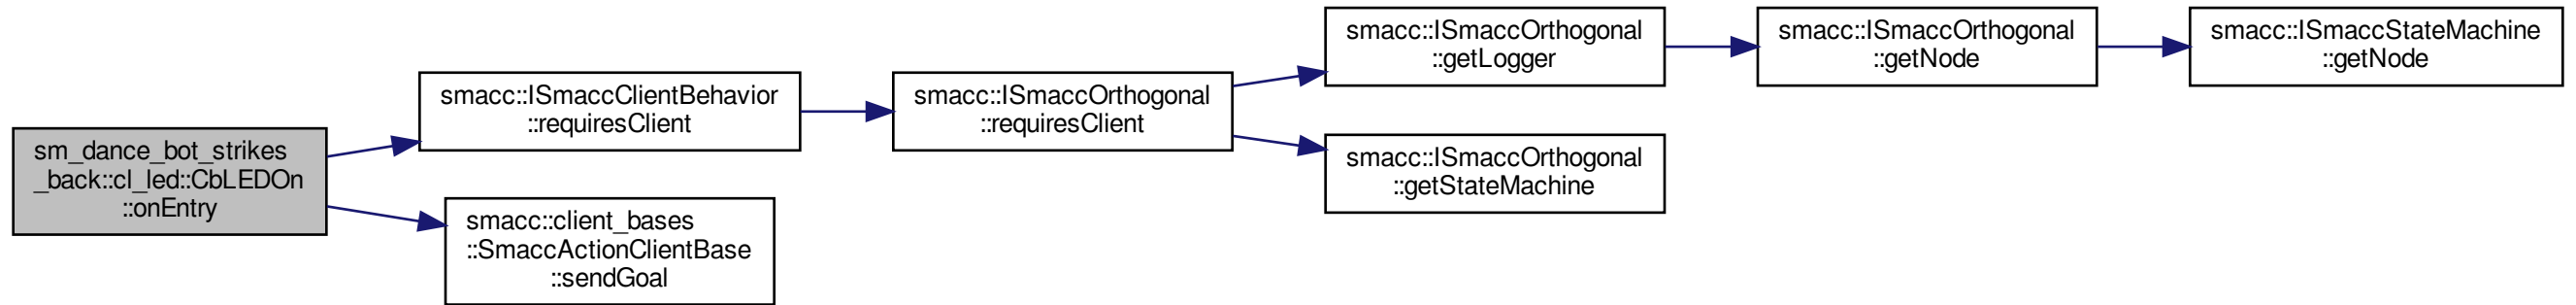 sm_dance_bot_strikes
_back::cl_led::CbLEDOn
::onEntry
smacc::ISmaccClientBehavior
::requiresClient
smacc::ISmaccOrthogonal
::requiresClient
smacc::ISmaccOrthogonal
::getLogger
smacc::ISmaccOrthogonal
::getNode
smacc::ISmaccStateMachine
::getNode
smacc::ISmaccOrthogonal
::getStateMachine
smacc::client_bases
::SmaccActionClientBase
::sendGoal